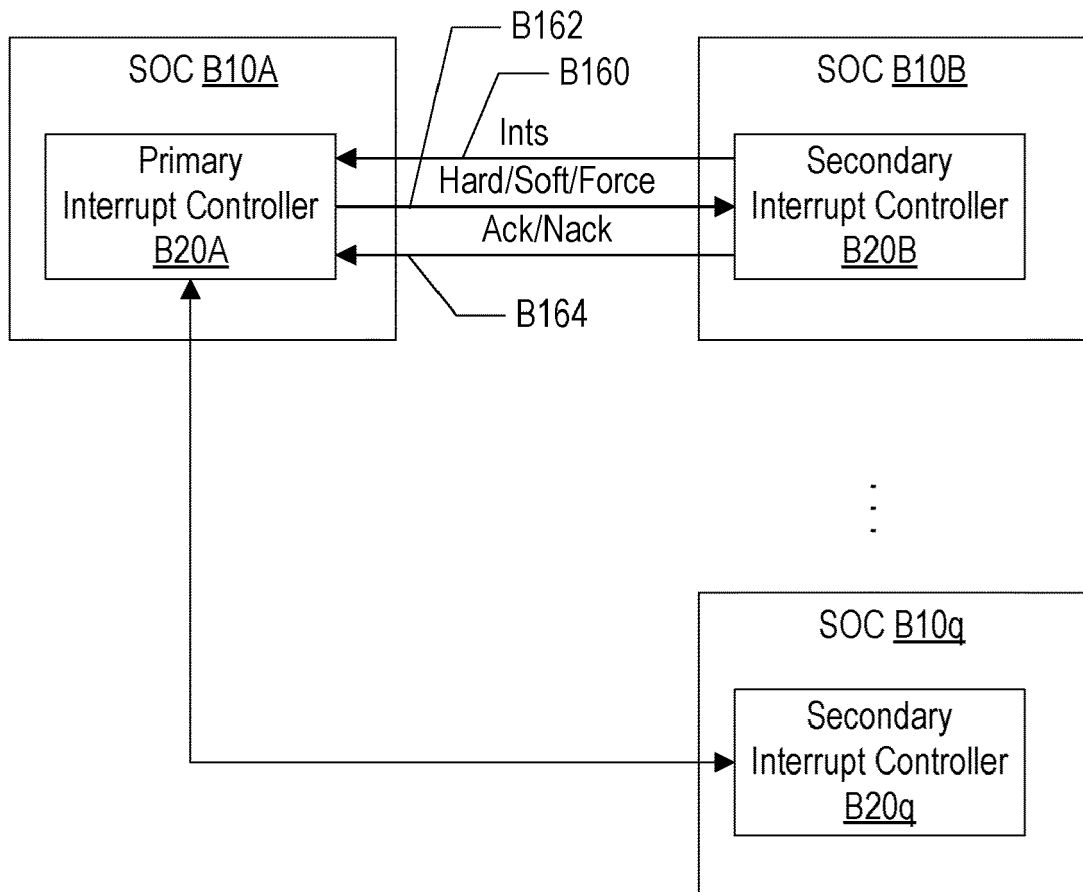 B162
SOC B10A
B160
SOC B10B
Primary
Interrupt Controller
B20A
Ints
Hard/Soft/Force
Ack/Nack
Secondary
Interrupt Controller
B20B
B164
SOC B10q
Secondary
Interrupt Controller
B20q